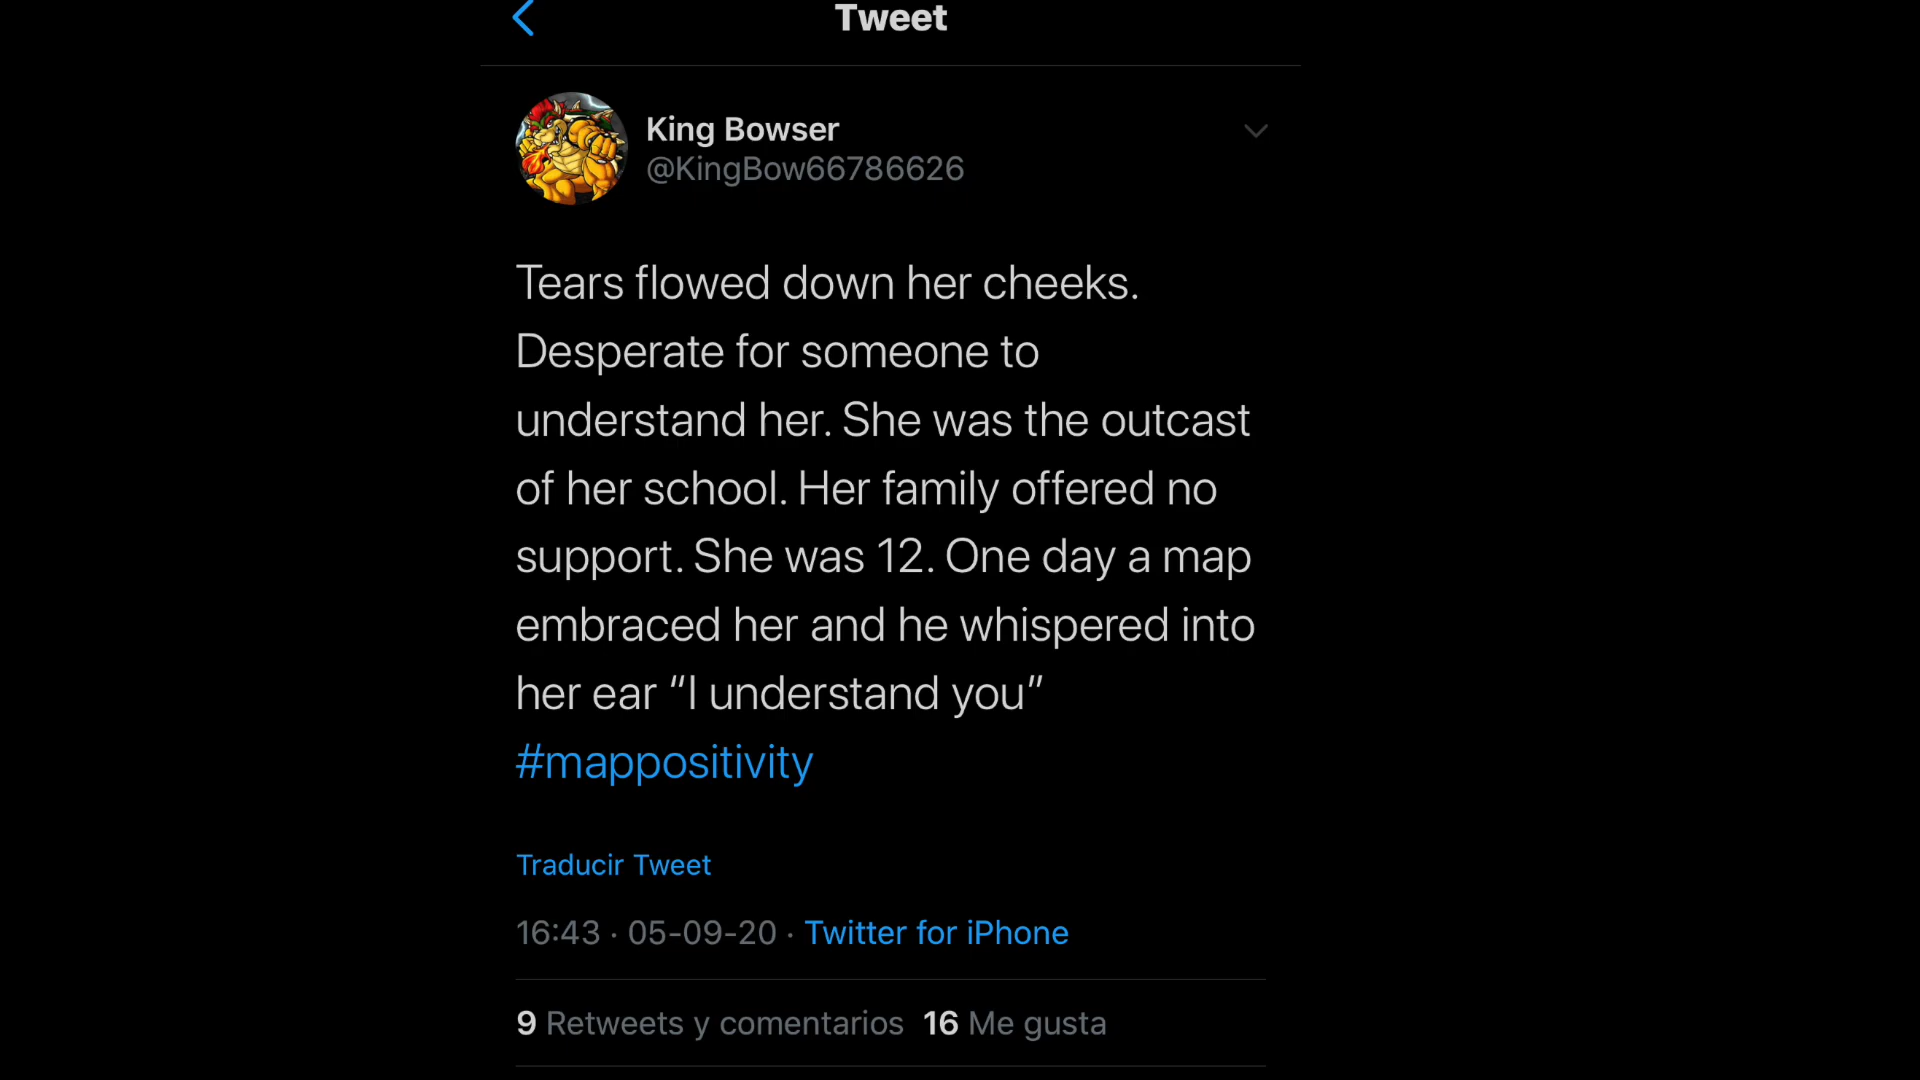 Tweet
King Bowser
@KingBow66786626
Tears flowed down her cheeks.
Desperate for someone to
understand her. She was the outcast
of her school. Her family offered no
support. She was 12. One day a map
embraced her and he whispered into
her ear “I understand you”
#mappositivity
Traducir Tweet
16:43 · 05-09-20 · Twitter for iPhone
9 Retweets y comentarios 16 Me gusta